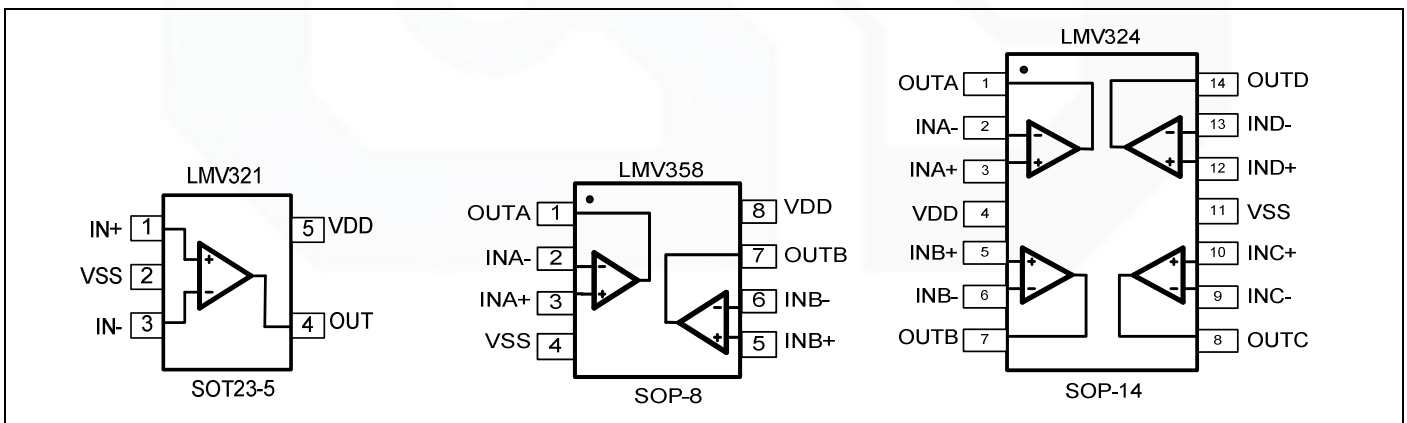 LMV321
IN+ 1
VSS 2
IN- 3
5 VDD
4 OUT
+
-
SOT23-5
LMV358
OUTA 1
INA- 2
INA+ 3
VSS 4
8 VDD
7 OUTB
6 INB-
5 INB+
-
+
-
+
SOP-8
LMV324
OUTA 1
INA- 2
INA+ 3
VDD 4
INB+ 5
INB- 6
OUTB 7
14 OUTD
13 IND-
12 IND+
11 VSS
10 INC+
9 INC-
8 OUTC
-
+
-
+
+
-
+
-
SOP-14